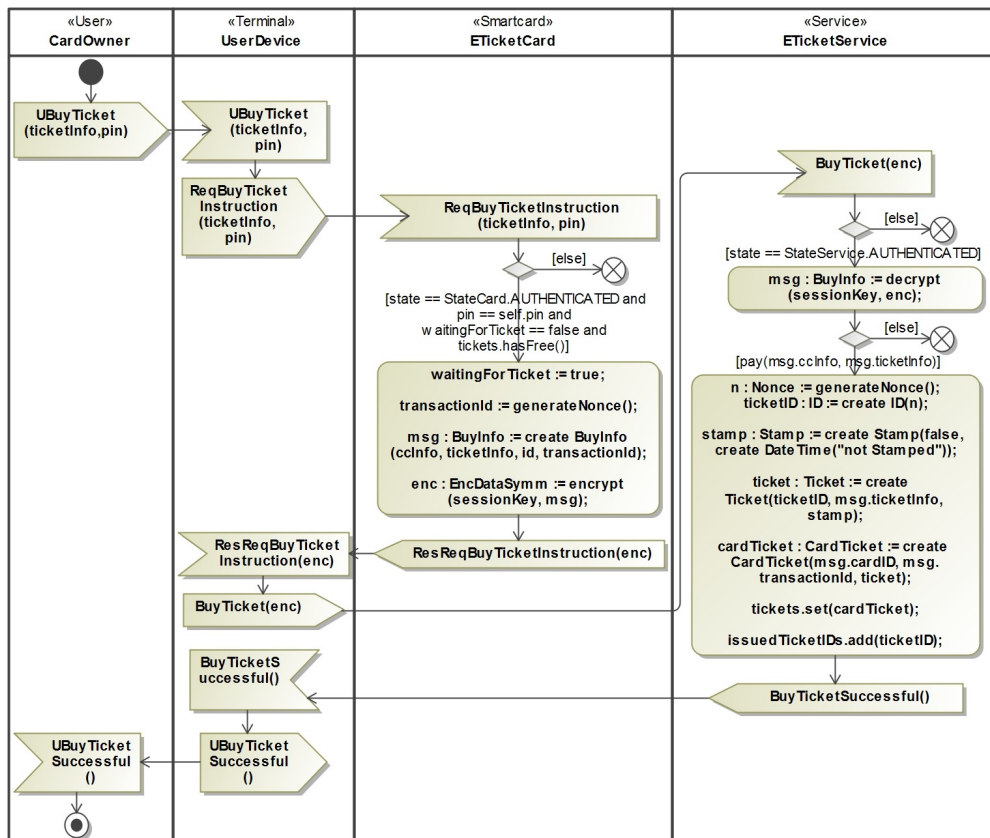 «User»
CardOwner
«Terminal»
UserDevice
«Smartcard»
ETicketCard
«Service»
ETicketService
UBuyTicket
(ticketInfo,pin)
UBuyTicket
(ticketInfo,
pin)
ReqBuyTicket
Instruction
(ticketInfo,
pin)
ReqBuyTicketInstruction
(ticketInfo, pin)
[else]
[state == StateCard.AUTHENTICATED and
pin == self.pin and
waitingForTicket == false and
tickets.hasFree()]
waitingForTicket := true;
transactionId := generateNonce();
msg : BuyInfo := create BuyInfo
(ccInfo, ticketInfo, id, transactionId);
enc : EncDataSymm := encrypt
(sessionKey, msg);
ResReqBuyTicketInstruction(enc)
ResReqBuyTicket
Instruction(enc)
BuyTicket(enc)
BuyTicket(enc)
[else]
[state == StateService.AUTHENTICATED]
msg : BuyInfo := decrypt
(sessionKey, enc);
[else]
[pay(msg.ccInfo, msg.ticketInfo)]
n : Nonce := generateNonce();
ticketID : ID := create ID(n);
stamp : Stamp := create Stamp(false,
create DateTime("not Stamped"));
ticket : Ticket := create
Ticket(ticketID, msg.ticketInfo,
stamp);
cardTicket : CardTicket := create
CardTicket(msg.cardID, msg.
transactionId, ticket);
tickets.set(cardTicket);
issuedTicketIDs.add(ticketID);
BuyTicketSuccessful()
BuyTicketS
uccessful()
UBuyTicket
Successful
()
UBuyTicket
Successful
()